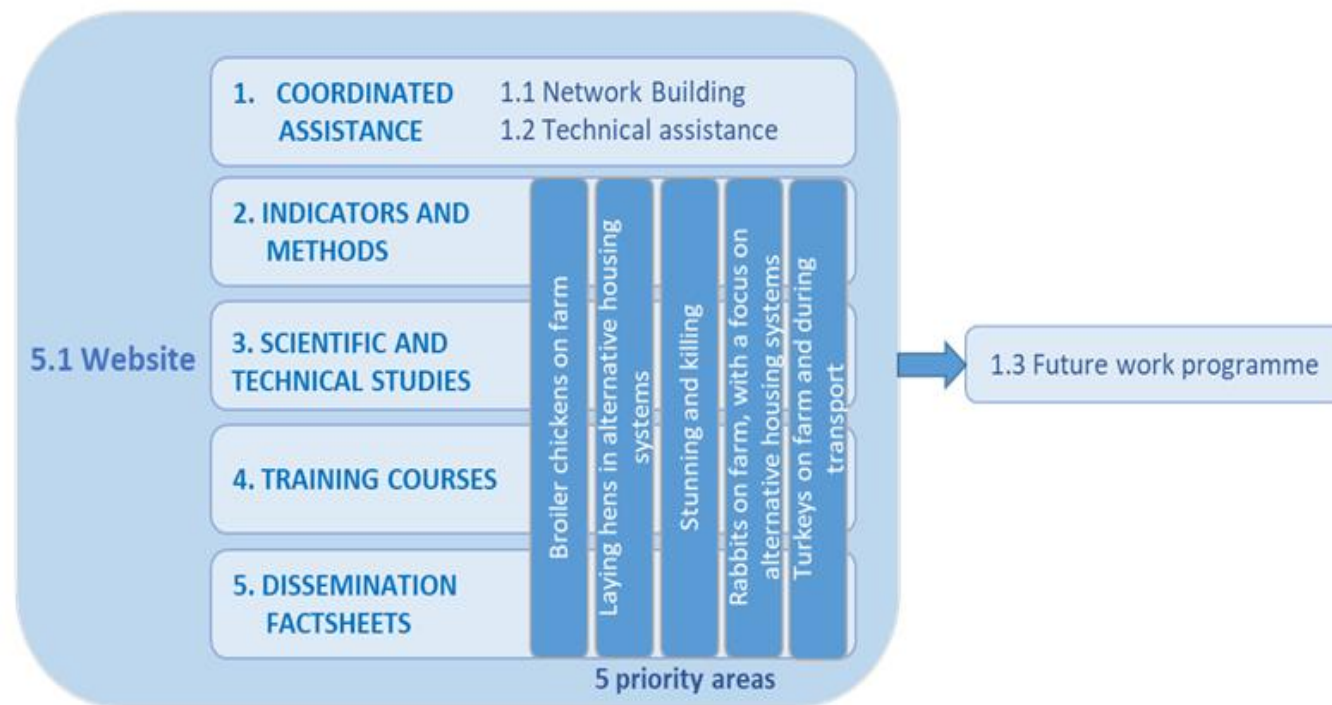 1. COORDINATED
ASSISTANCE
1.1 Network Building
1.2 Technical assistance
2. INDICATORS AND
METHODS
3. SCIENTIFIC AND
TECHNICAL STUDIES
4. TRAINING COURSES
5. DISSEMINATION
FACTSHEETS
5.1 Website
Broiler chickens on farm
Laying hens in alternative housing
systems
Stunning and killing
Rabbits on farm, with a focus on
alternative housing systems
Turkeys on farm and during
transport
5 priority areas
1.3 Future work programme